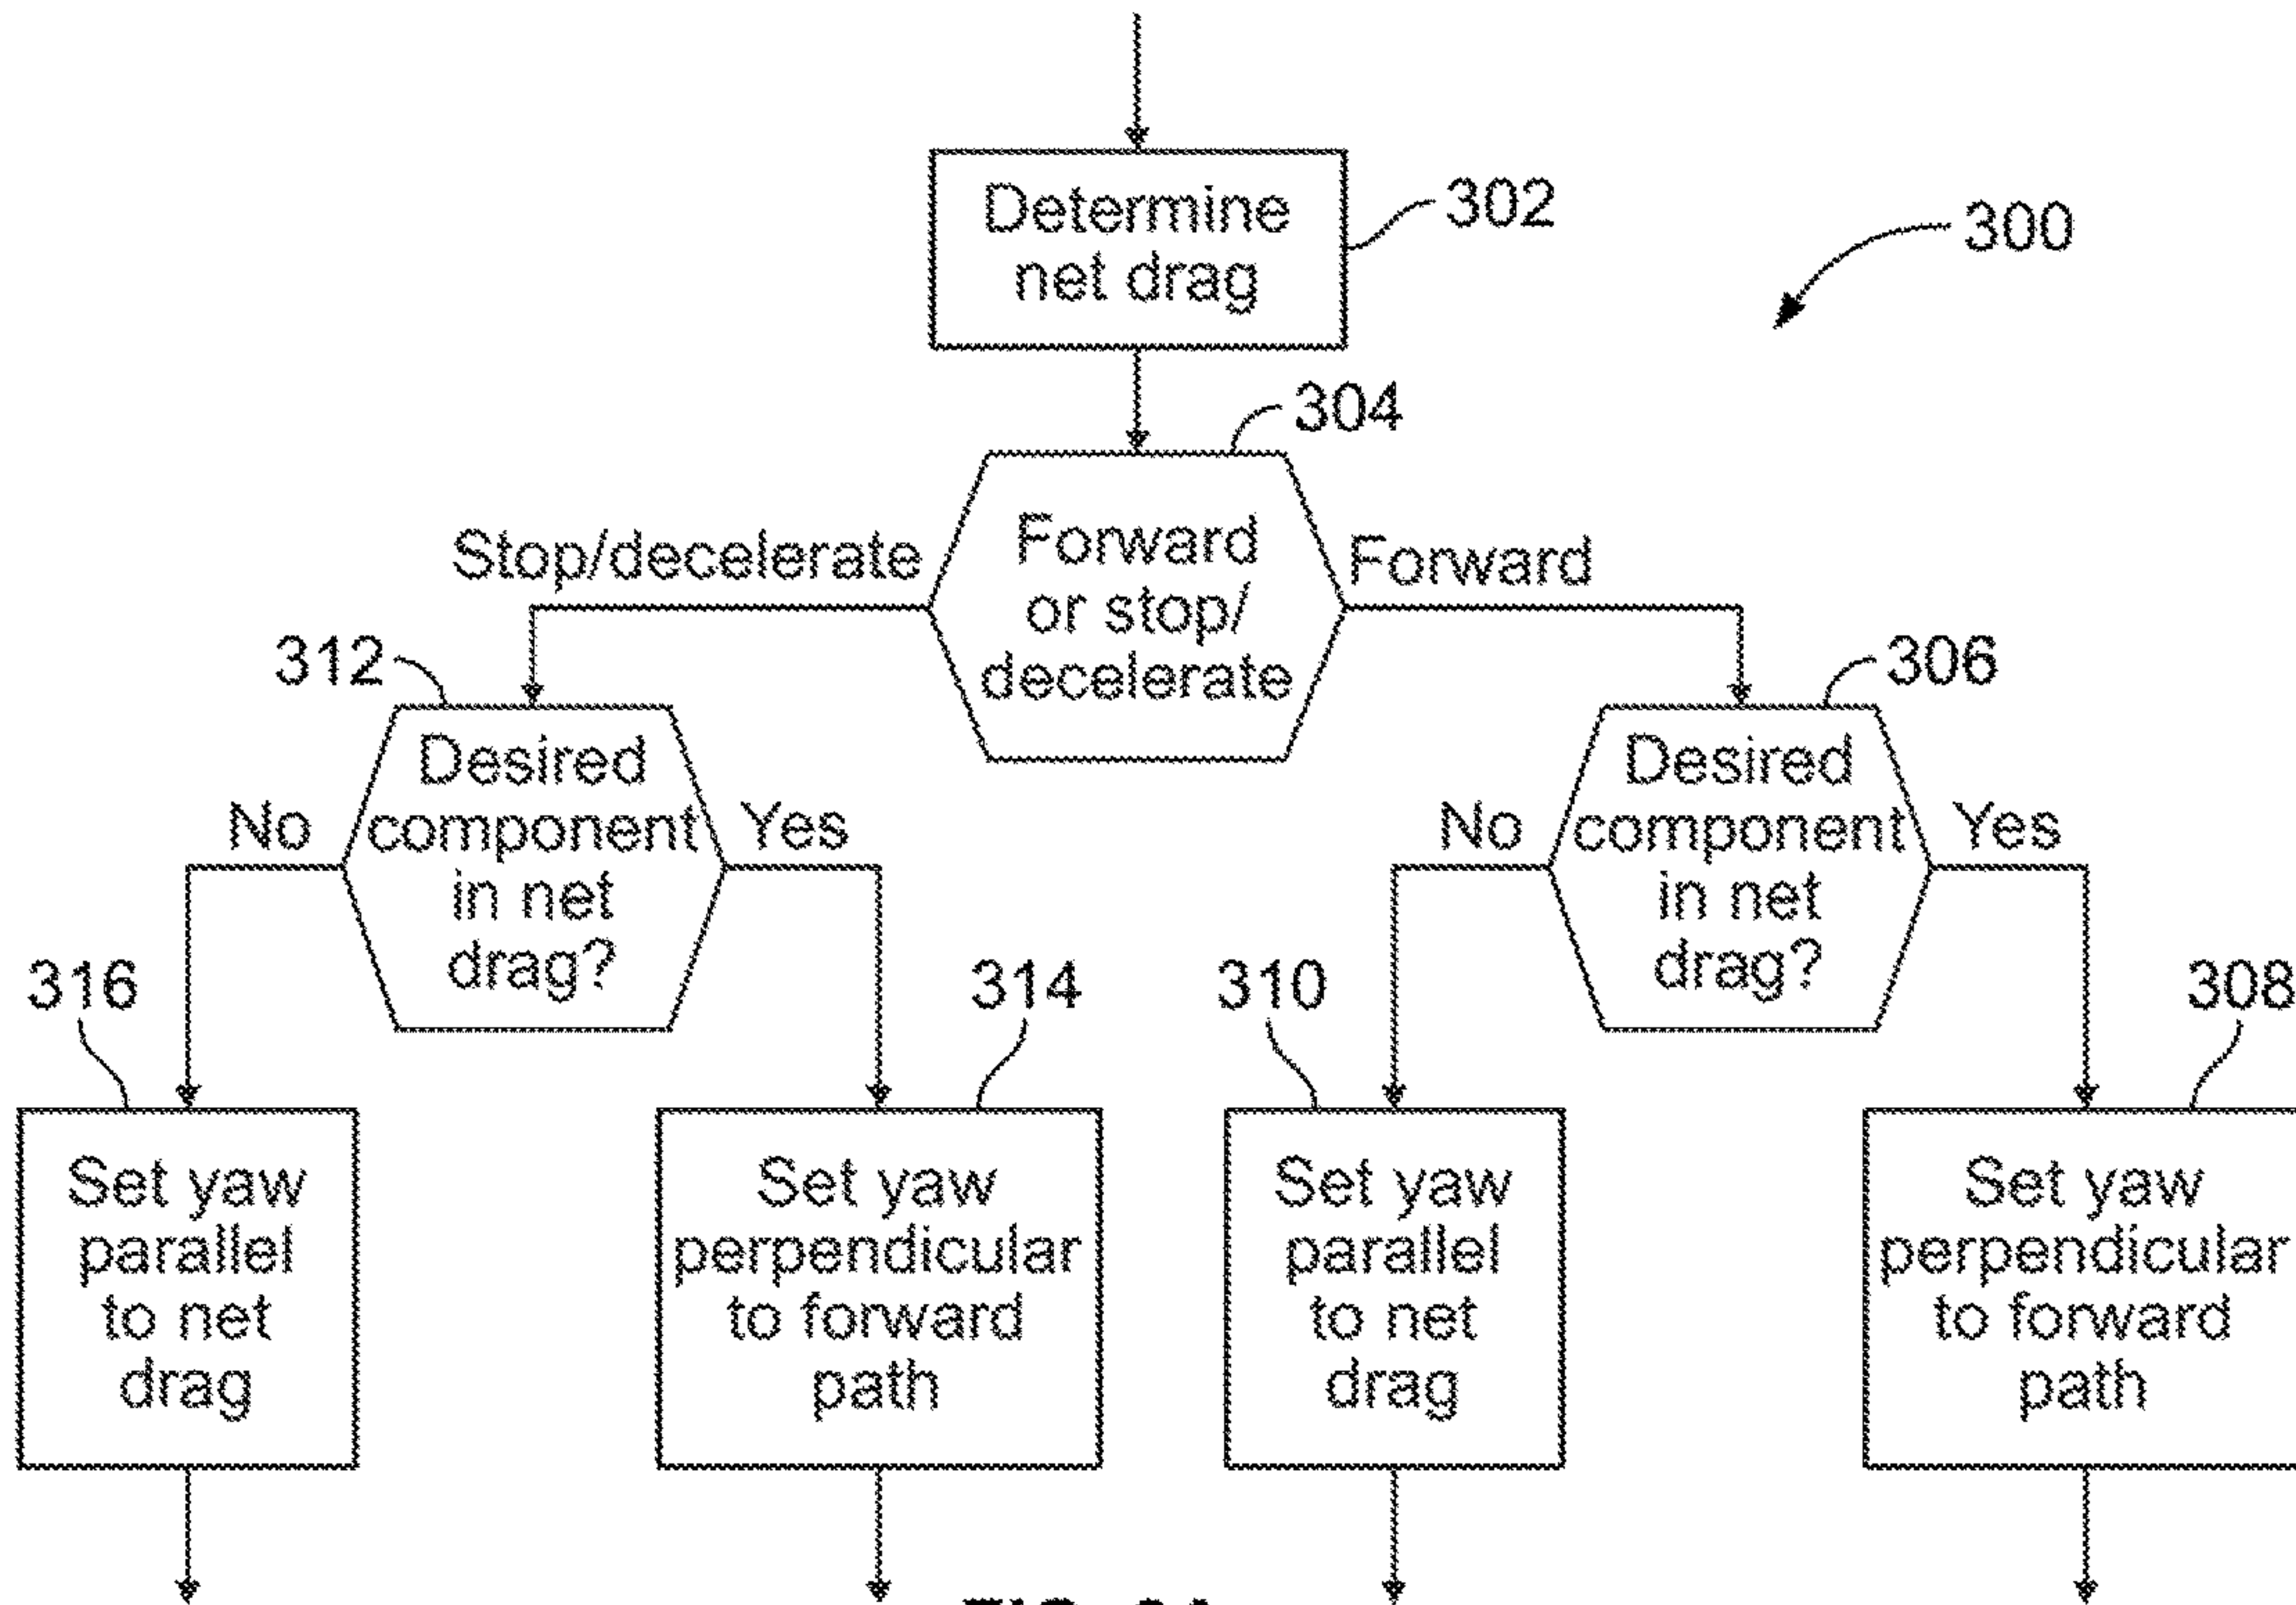 Determine
net drag
302
300
304
Forward
or stop/
decelerate
Stop/decelerate
Forward
312
306
Desired
component
in net
drag?
No
Yes
Desired
component
in net
drag?
No
Yes
316
314
310
308
Set yaw
parallel
to net
drag
Set yaw
perpendicular
to forward
path
Set yaw
parallel
to net
drag
Set yaw
perpendicular
to forward
path